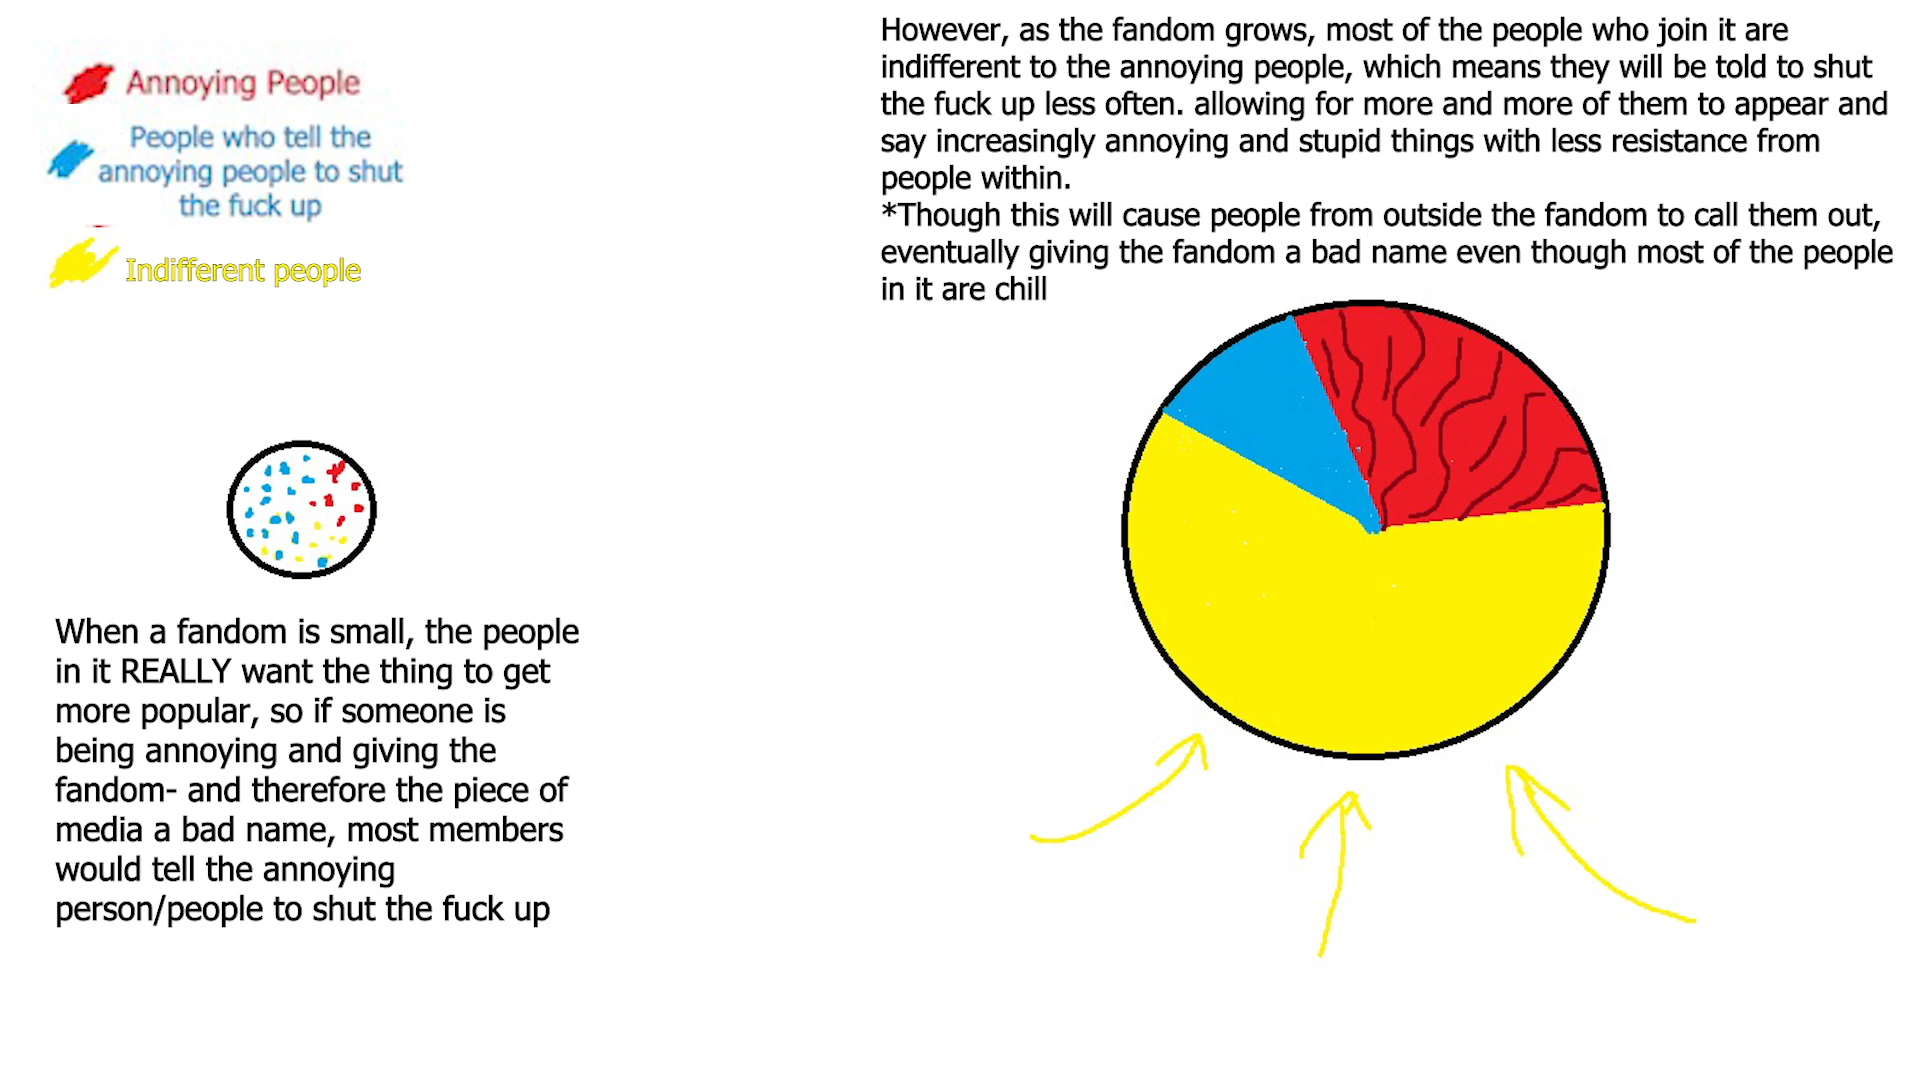 Annoying People
People who tell the
annoying people to shut
the fuck up
Indifferent people
When a fandom is small, the people
in it REALLY want the thing to get
more popular, so if someone is
being annoying and giving the
fandom- and therefore the piece of
media a bad name, most members
would tell the annoying
person/people to shut the fuck up
However, as the fandom grows, most of the people who join it are
indifferent to the annoying people, which means they will be told to shut
the fuck up less often. allowing for more and more of them to appear and
say increasingly annoying and stupid things with less resistance from
people within.
*Though this will cause people from outside the fandom to call them out,
eventually giving the fandom a bad name even though most of the people
in it are chill